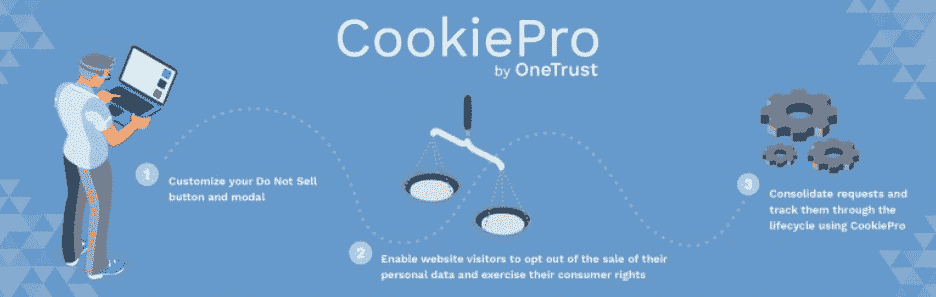 CookiePro
by OneTrust
1
Customize your Do Not Sell
button and modal
2
Enable website visitors to opt out of the sale of their
personal data and exercise their consumer rights
3
Consolidate requests and
track them through the
lifecycle using CookiePro